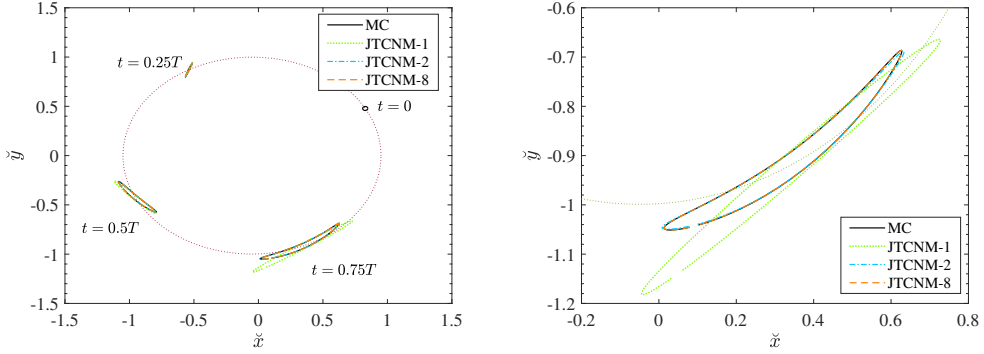 1.5
1
0.5
0
-0.5
-1
-1.5
-1.5
-1
-0.5
0
0.5
1
1.5
x̆
y̆
MC
JTCNM-1
JTCNM-2
JTCNM-8
t = 0.25T
t = 0
t = 0.5T
t = 0.75T
-0.6
-0.7
-0.8
-0.9
-1
-1.1
-1.2
-0.2
0
0.2
0.4
0.6
0.8
x̆
y̆
MC
JTCNM-1
JTCNM-2
JTCNM-8